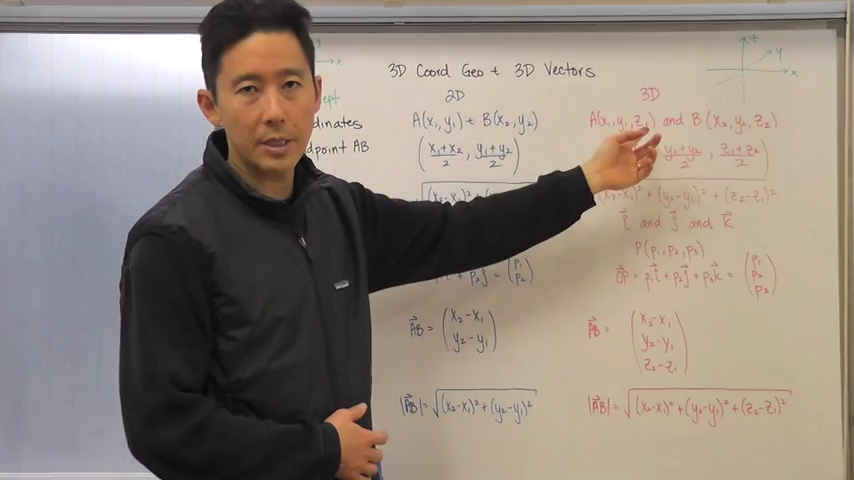 3D Coord Geo + 3D Vectors
y
x
z
y
x
2D
3D
A(x₁, y₁) + B(x₂, y₂)
A(x₁, y₁, z₁) and B(x₂, y₂, z₂)
(x₁+x₂/2, y₁+y₂/2)
y₁+y₂/2, z₁+z₂/2)
(x₂-x₁)²+(y₂-y₁)²+(z₂-z₁)²
i⃗ and j⃗ and k⃗
P(p₁, p₂, p₃)
p₂j⃗ = (p₁ p₂)
OP⃗ = p₁i⃗+p₂j⃗+p₃k⃗ = (p₁ p₂ p₃)
AB⃗ = (x₂-x₁ y₂-y₁)
AB⃗ = (x₂-x₁ y₂-y₁ z₂-z₁)
|AB⃗| = √(x₂-x₁)²+(y₂-y₁)²
|AB⃗| = √(x₂-x₁)²+(y₂-y₁)²+(z₂-z₁)²
patagonia